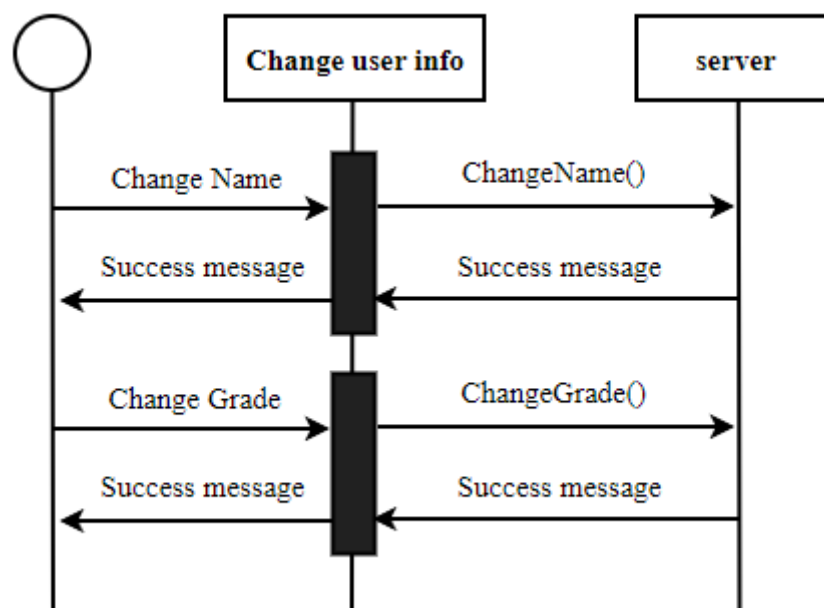 Change user info
server
Change Name
ChangeName()
Success message
Success message
Change Grade
ChangeGrade()
Success message
Success message